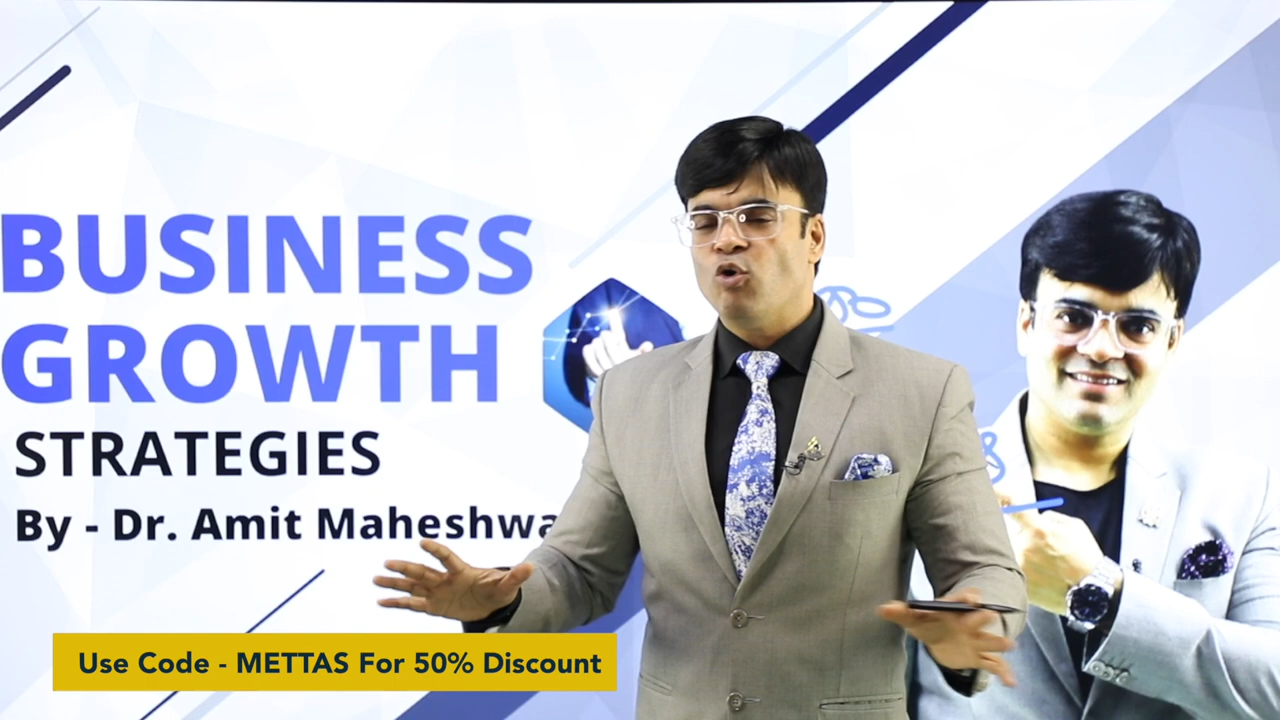 BUSINESS
GROWTH
STRATEGIES
By - Dr. Amit Maheshwa
Use Code - METTAS For 50% Discount